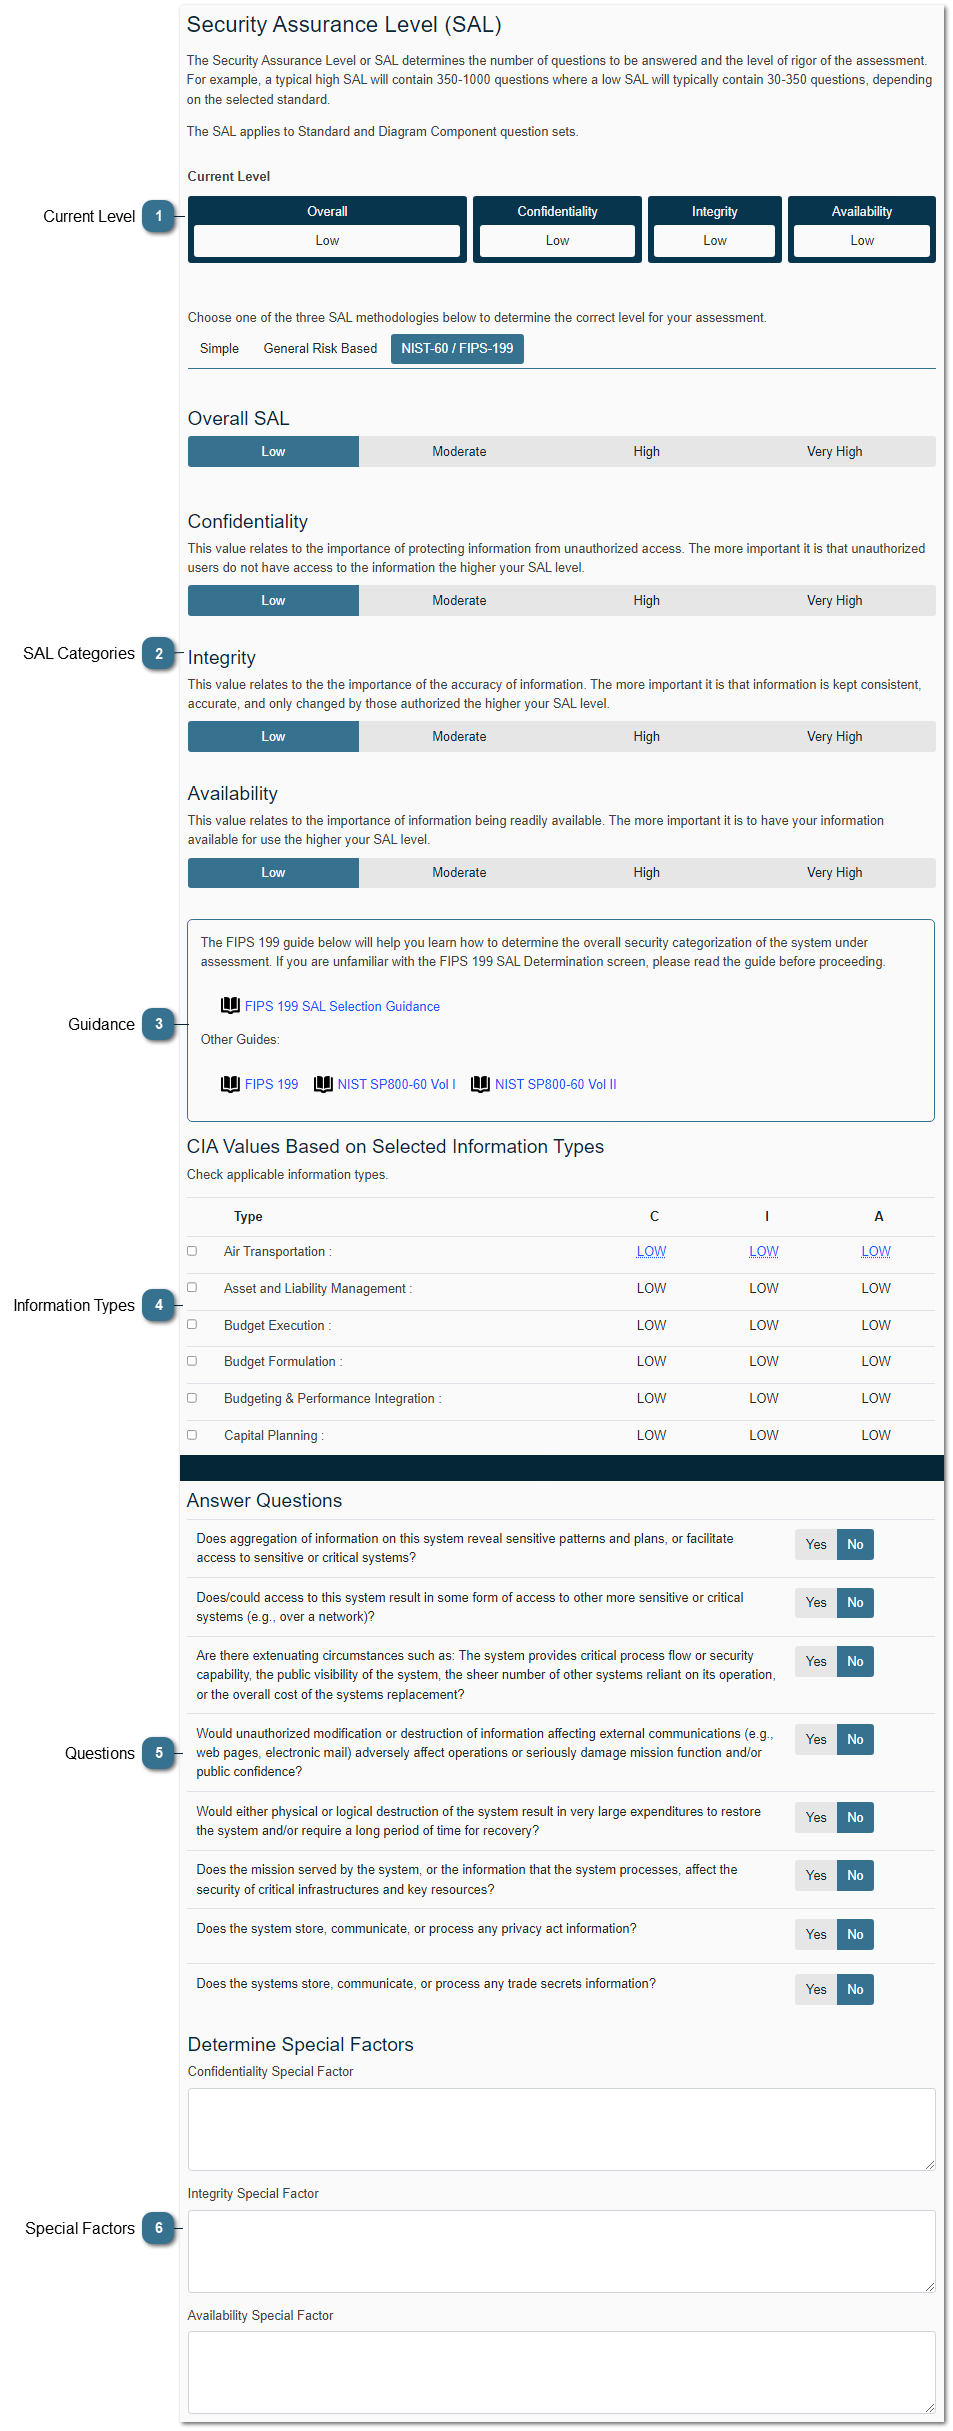 Security Assurance Level (SAL)
The Security Assurance Level or SAL determines the number of questions to be answered and the level of rigor of the assessment.
For example, a typical high SAL will contain 350-1000 questions where a low SAL will typically contain 30-350 questions, depending
on the selected standard.
The SAL applies to Standard and Diagram Component question sets.
Current Level
Current Level 1
Overall Confidentiality Integrity Availability
Low Low Low Low
Choose one of the three SAL methodologies below to determine the correct level for your assessment.
Simple General Risk Based NIST-60 / FIPS-199
Overall SAL
Low Moderate High Very High
Confidentiality
This value relates to the importance of protecting information from unauthorized access. The more important it is that unauthorized
users do not have access to the information the higher your SAL level.
Low Moderate High Very High
SAL Categories 2
Integrity
This value relates to the the importance of the accuracy of information. The more important it is that information is kept consistent,
accurate, and only changed by those authorized the higher your SAL level.
Low Moderate High Very High
Availability
This value relates to the importance of information being readily available. The more important it is to have your information
available for use the higher your SAL level.
Low Moderate High Very High
The FIPS 199 guide below will help you learn how to determine the overall security categorization of the system under
assessment. If you are unfamiliar with the FIPS 199 SAL Determination screen, please read the guide before proceeding.
FIPS 199 SAL Selection Guidance
Guidance 3
Other Guides:
FIPS 199 NIST SP800-60 Vol I NIST SP800-60 Vol II
CIA Values Based on Selected Information Types
Check applicable information types.
Type C I A
Air Transportation : LOW LOW LOW
Asset and Liability Management : LOW LOW LOW
Information Types 4
Budget Execution : LOW LOW LOW
Budget Formulation : LOW LOW LOW
Budgeting & Performance Integration : LOW LOW LOW
Capital Planning : LOW LOW LOW
Answer Questions
Does aggregation of information on this system reveal sensitive patterns and plans, or facilitate
access to sensitive or critical systems?
Yes No
Does/could access to this system result in some form of access to other more sensitive or critical
systems (e.g., over a network)?
Yes No
Are there extenuating circumstances such as: The system provides critical process flow or security
capability, the public visibility of the system, the sheer number of other systems reliant on its operation,
or the overall cost of the systems replacement?
Yes No
Questions 5
Would unauthorized modification or destruction of information affecting external communications (e.g.,
web pages, electronic mail) adversely affect operations or seriously damage mission function and/or
public confidence?
Yes No
Would either physical or logical destruction of the system result in very large expenditures to restore
the system and/or require a long period of time for recovery?
Yes No
Does the mission served by the system, or the information that the system processes, affect the
security of critical infrastructures and key resources?
Yes No
Does the system store, communicate, or process any privacy act information?
Yes No
Does the systems store, communicate, or process any trade secrets information?
Yes No
Determine Special Factors
Confidentiality Special Factor
Integrity Special Factor
Special Factors 6
Availability Special Factor